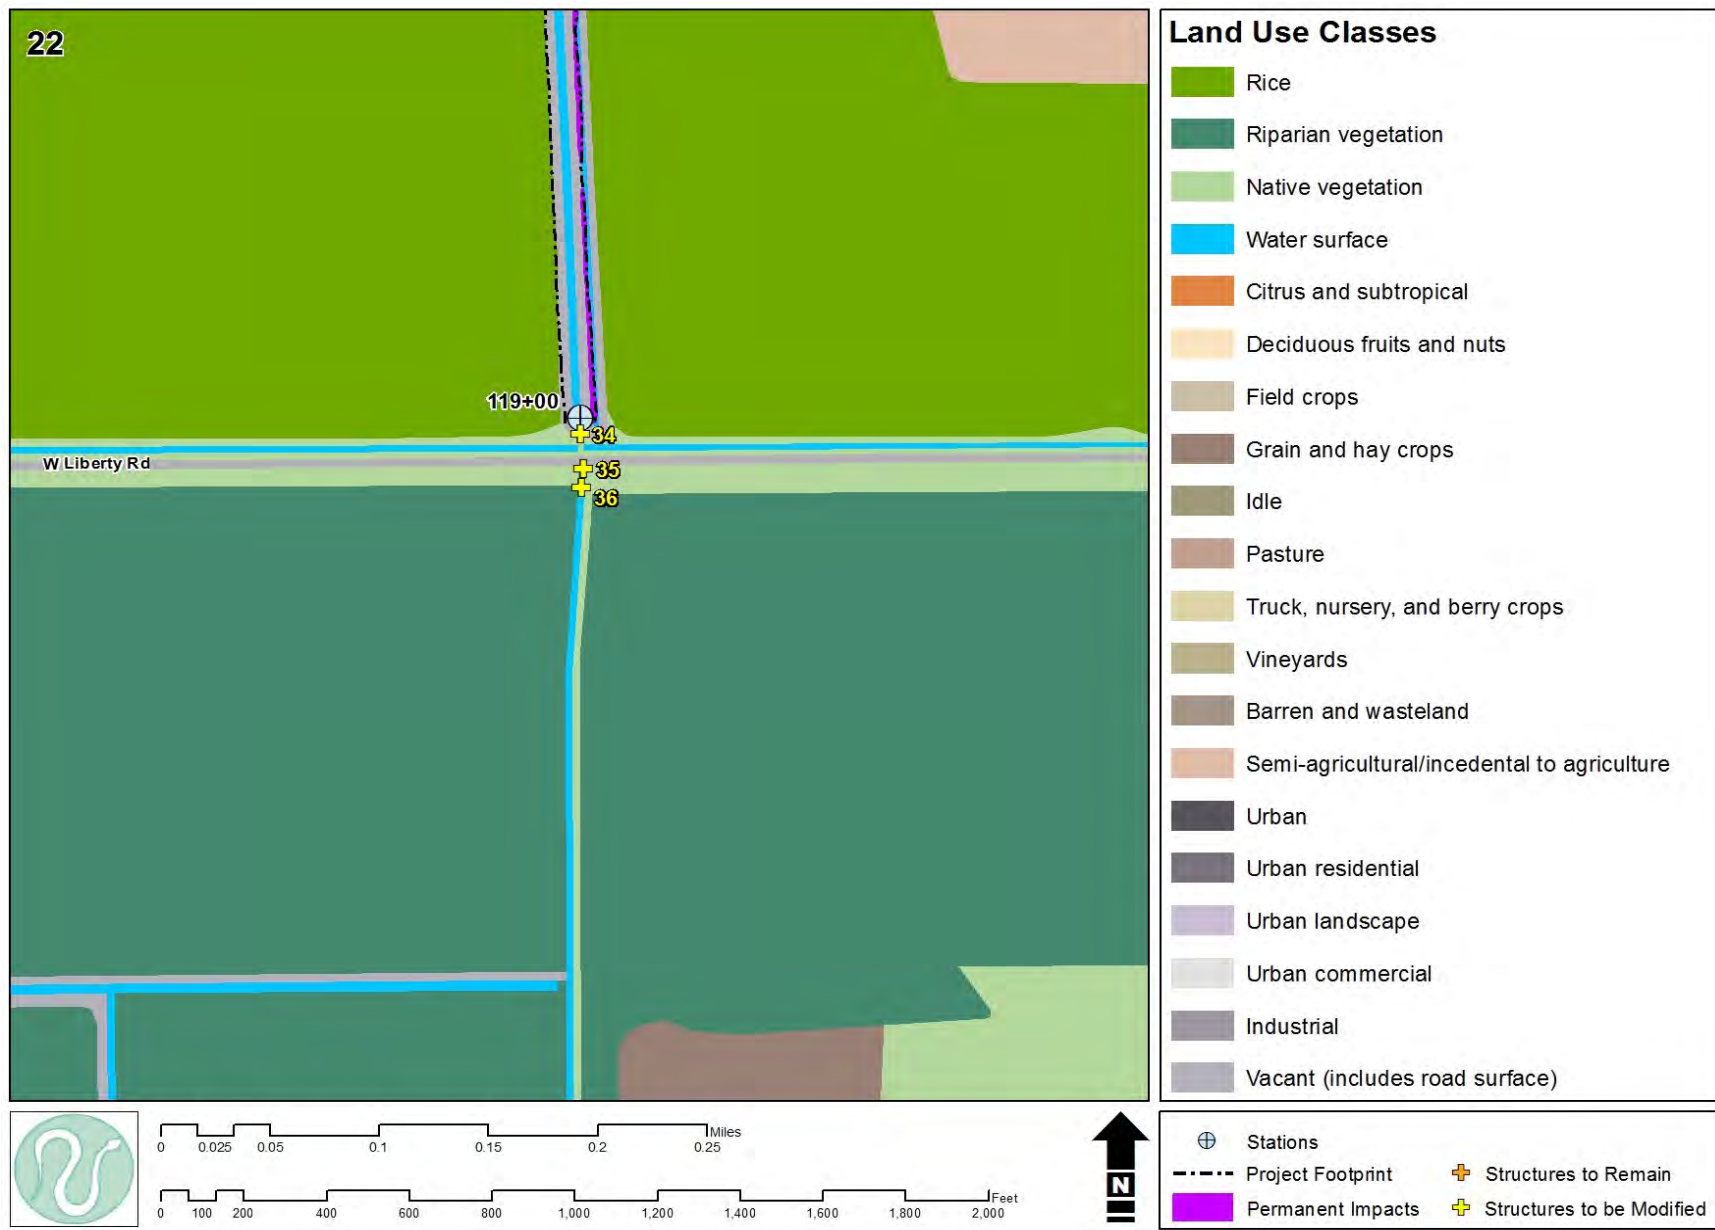 22
119+00
34
W Liberty Rd
35
36
Land Use Classes
Rice
Riparian vegetation
Native vegetation
Water surface
Citrus and subtropical
Deciduous fruits and nuts
Field crops
Grain and hay crops
Idle
Pasture
Truck, nursery, and berry crops
Vineyards
Barren and wasteland
Semi-agricultural/incedental to agriculture
Urban
Urban residential
Urban landscape
Urban commercial
Industrial
Vacant (includes road surface)
Miles
0 0.025 0.05 0.1 0.15 0.2 0.25
Feet
0 100 200 400 600 800 1,000 1,200 1,400 1,600 1,800 2,000
N
Stations
Project Footprint Structures to Remain
Permanent Impacts Structures to be Modified